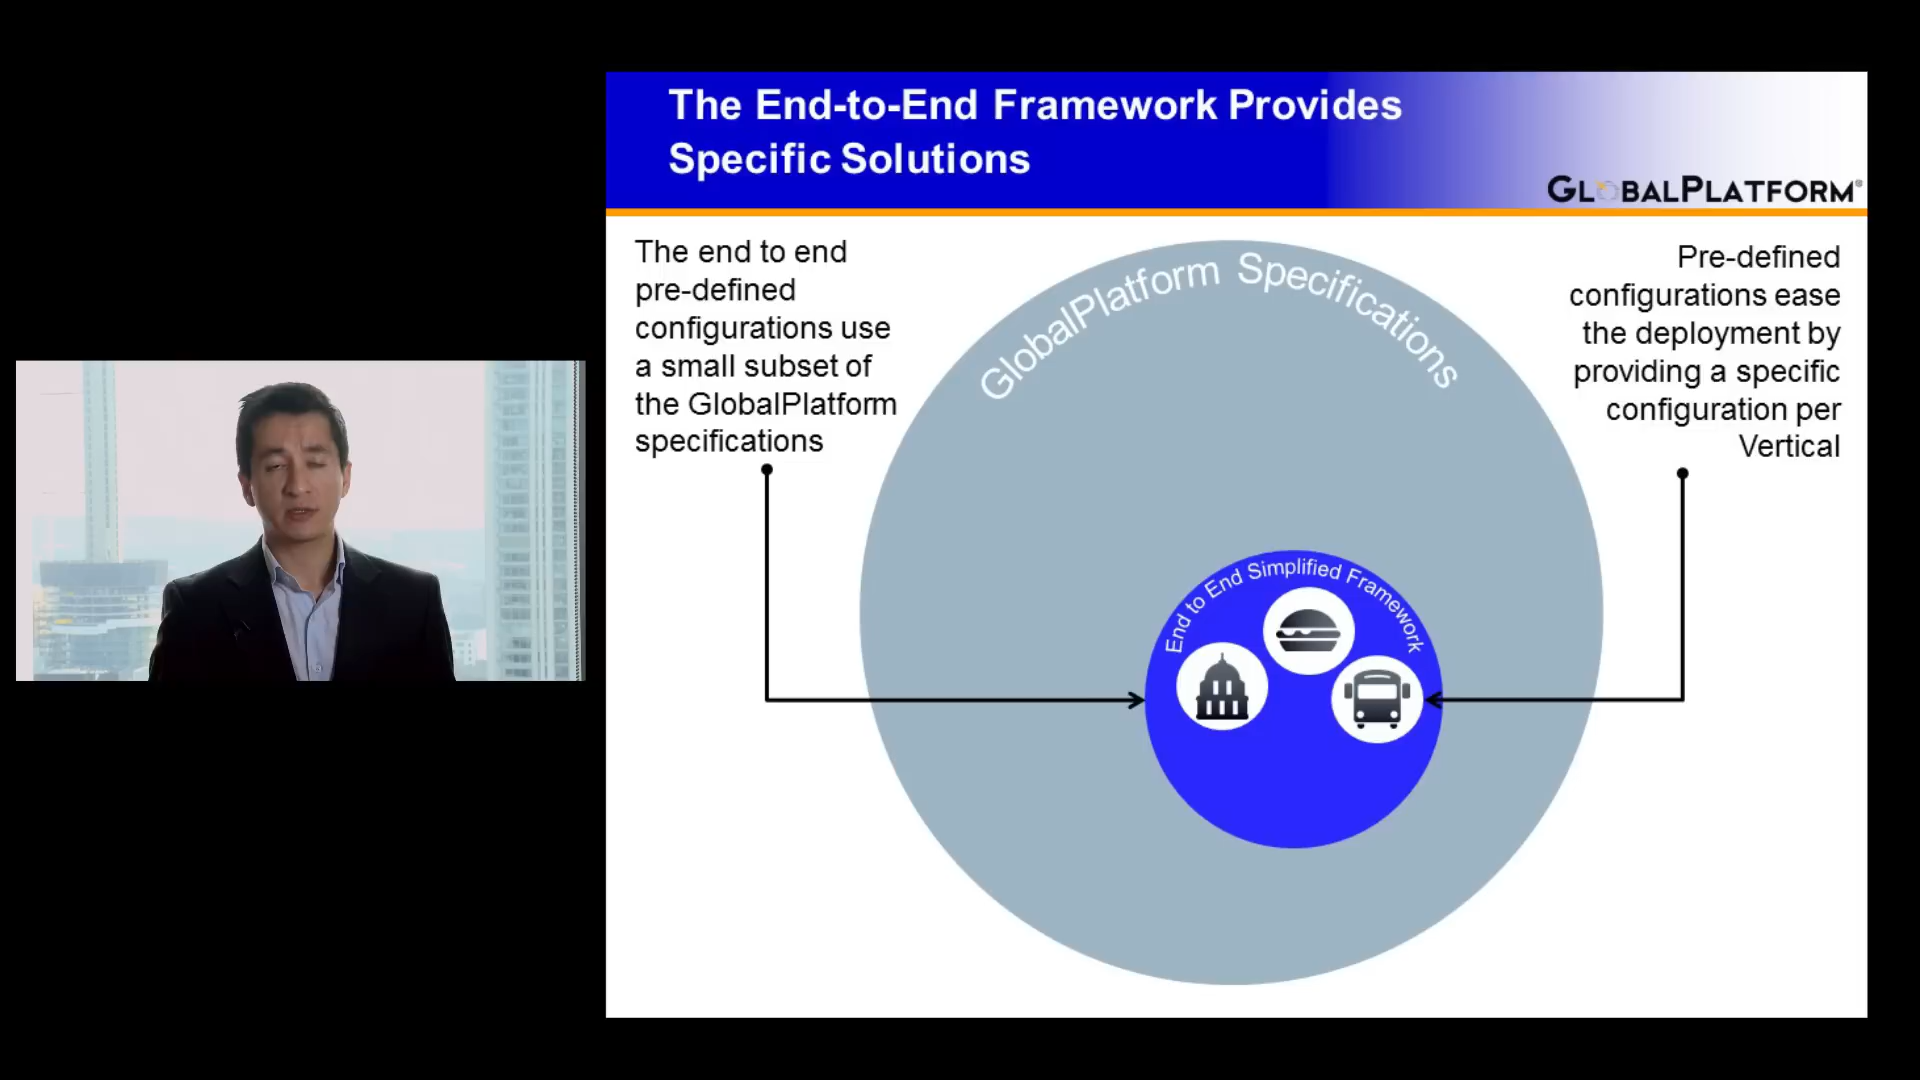 The End-to-End Framework Provides
Specific Solutions
GLOBALPLATFORM®
The end to end
pre-defined
configurations use
a small subset of
the GlobalPlatform
specifications
GlobalPlatform Specifications
Pre-defined
configurations ease
the deployment by
providing a specific
configuration per
Vertical
End to End Simplified Framework